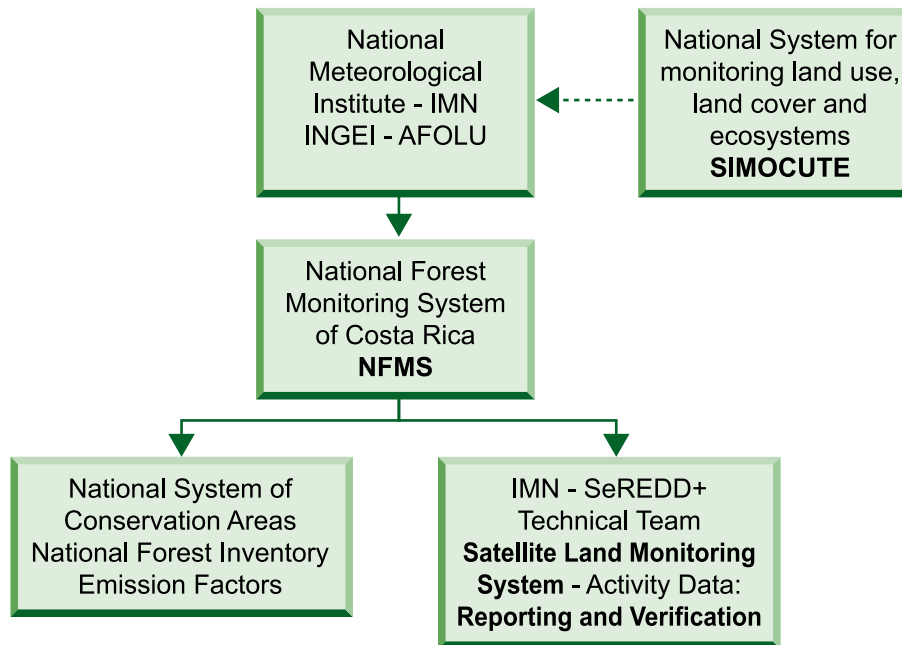 National
Meteorological
Institute - IMN
INGEI - AFOLU
National System for
monitoring land use,
land cover and
ecosystems
SIMOCUTE
National Forest
Monitoring System
of Costa Rica
NFMS
National System of
Conservation Areas
National Forest Inventory
Emission Factors
IMN - SeREDD+
Technical Team
Satellite Land Monitoring
System - Activity Data:
Reporting and Verification